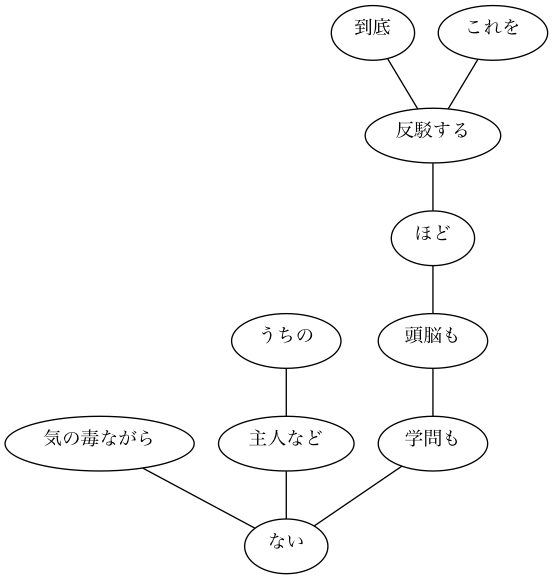 到底
これを
反駁する
ほど
うちの
頭脳も
気の毒ながら
主人など
学問も
ない